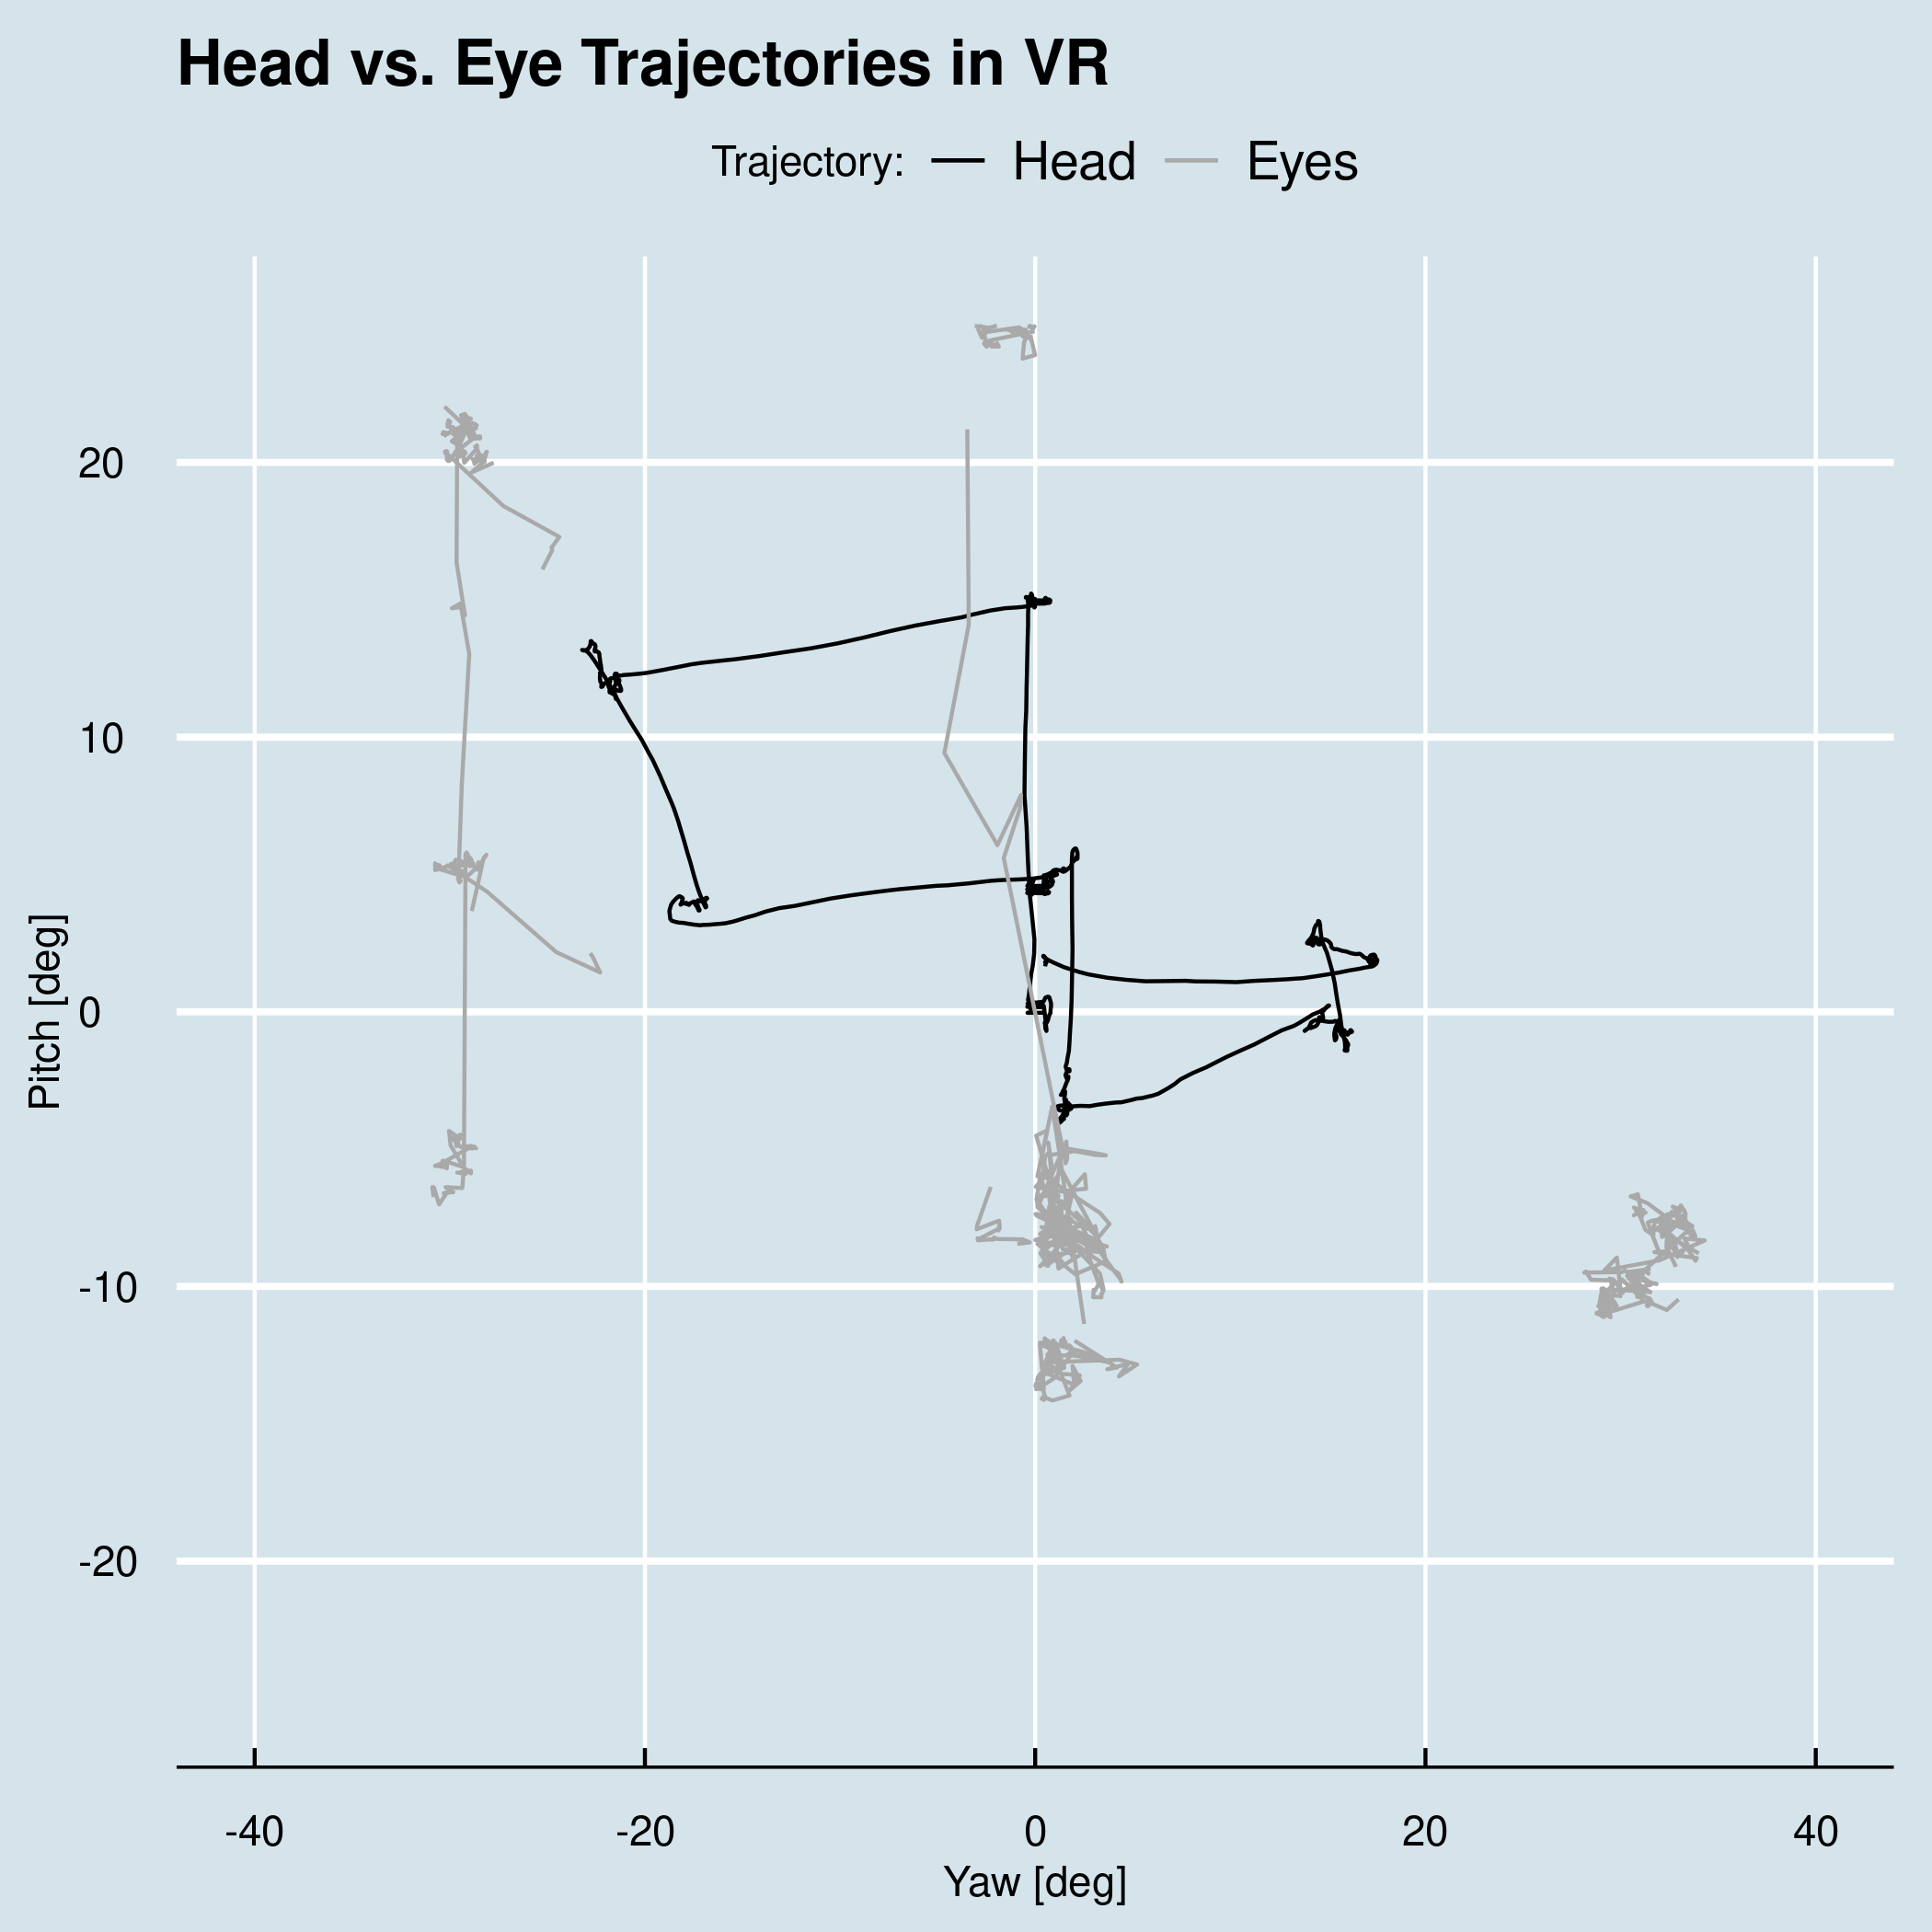 Head vs. Eye Trajectories in VR
Trajectory: Head Eyes
20
10
0
-10
-20
Pitch [deg]
-40 -20 0 20 40
Yaw [deg]